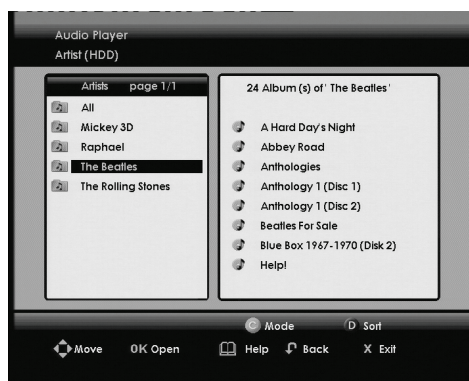 Audio Player
Artist (HDD)
Artists page 1/1
All
Mickey 3D
Raphael
The Beatles
The Rolling Stones
24 Album (s) of' The Beatles'
A Hard Day's Night
Abbey Road
Anthologies
Anthology 1 (Disc 1)
Anthology 1 (Disc 2)
Beatles For Sale
Blue Box 1967-1970 (Disk 2)
Help!
C Mode D Sort
Move OK Open Help Back X Exit